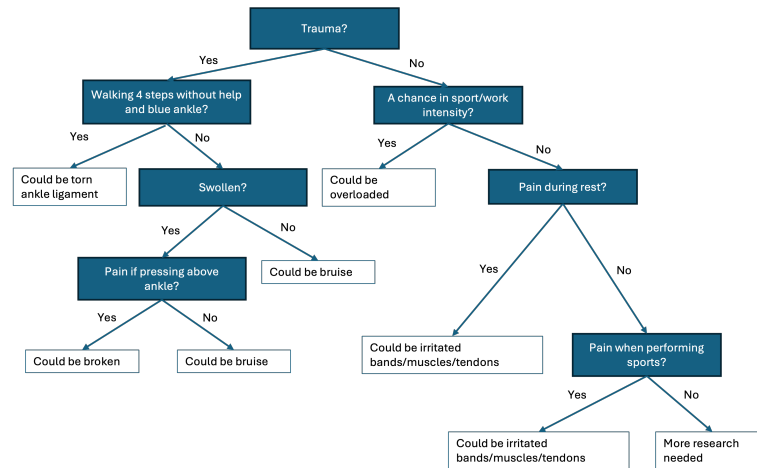 Trauma?
Yes
No
Walking 4 steps without help
and blue ankle?
A chance in sport/work
intensity?
Yes
No
Yes
No
Could be torn
ankle ligament
Swollen?
Could be
overloaded
Pain during rest?
Yes
No
Pain if pressing above
ankle?
Could be bruise
Yes
No
Yes
No
Could be broken
Could be bruise
Could be irritated
bands/muscles/tendons
Pain when performing
sports?
Yes
No
Could be irritated
bands/muscles/tendons
More research
needed